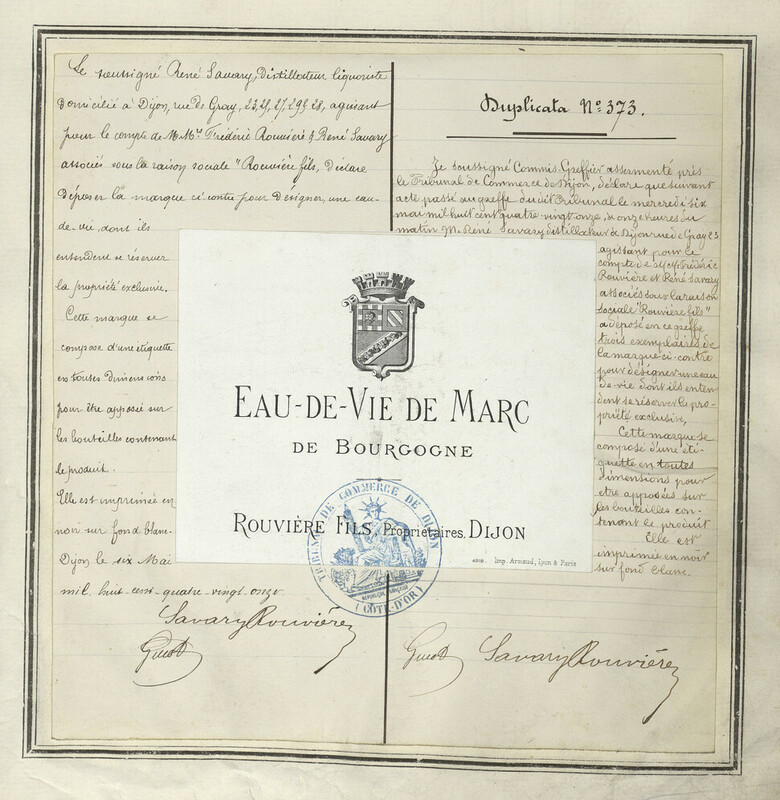 Le soussigné René Savary, Distillateur liquoriste
Domicilié à Dijon, rue de Gray, 23, 25, 27, 29 & 28, agissant
pour le compte de M.Mrs Frédéric Rouvière & René Savary
associés sous la raison sociale "Rouvière fils, Déclare
Déposer la marque ci-contre pour Désigner une eau-
de-vie, dont ils
entendent se réserver
la propriété exclusive.
Cette marque se
compose d'une étiquette
en toutes dimensions
pour être apposée sur
les bouteilles contenant
le produit.
Elle est imprimée en
noir sur fond blanc.
Dijon le six Mai
mil huit cent quatre-vingt onze
Savary Rouvière
Duplicata No 373.
Je soussigné Commis-Greffier assermenté près
le Tribunal de Commerce de Dijon, déclare que suivant
acte passé au greffe du dit Tribunal le mercredi six
mai mil huit cent quatre-vingt onze, à onze heures du
matin Mr René Savary distillateur à Dijon rue de Gray 23
agissant pour le
compte de M.M. Frédéric
Rouvière et René Savary
associés sous la raison
sociale "Rouvière fils"
a déposé en ce greffe
trois exemplaires de
la marque ci-contre
pour désigner une eau
de-vie dont ils enten
dent se réserver la pro-
priété exclusive,
Cette marque se
compose d'une éti-
quette en toutes
dimensions pour
être apposées sur
les bouteilles con-
tenant le produit
Elle est
imprimée en noir
sur fond blanc.
Savary Rouvière
EAU-DE-VIE DE MARC
DE BOURGOGNE
ROUVIÈRE FILS, Propriétaires, DIJON
Imp. Arnaud, Lyon & Paris
TRIBUNAL DE COMMERCE DE DIJON
RÉPUBLIQUE FRANÇAISE
(CÔTE-D'OR)